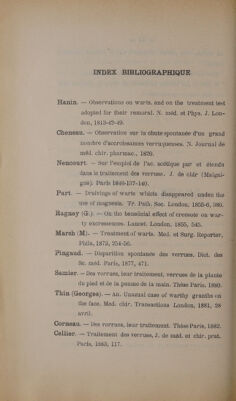 INDEX BIBLIOGRAPHIQUE
Hanin. — Observations on warts, and on the treatment best
adopted for their removal. N. méd. et Phys. J. Lon-
don, 1813-42-49.
Cheneau. — Observation sur la chute spontanée d'un grand
nombre d'accroissances verruqueuses. N. Journal de
méd. chir. pharmac., 1820.
Nencourt. — Sur l'emploi de l'ac. acétique pur et étendu
dans le traitement des verrues. J. de chir (Malgai-
gne). Paris 1846-137-140.
Part. — Drawings of warts which disappeared under the
use of magnesia. Tr. Path. Soc. London, 1855-6,
Ragney (G.). — On the beneficial effect of creosote on war-
ty excressences. Lancet. London, 1855, 545.
Marsh (M). — Treatment of warts. Med. et Surg. Reporter,
Phila, 1873, 254-56.
Pingaud. — Disparition spontanée des verrues. Dict. des
Sc. méd. Paris, 1877, 471.
Samier. — Des verrues, leur traitement, verrues de la plante
du pied et de la paume de la main. Thèse Paris, 1880.
Thin (Georges). — An. Unusual case of warthy growths on
the face. Med. chir. Transactions London, 1881, 28
avril.
Corneau. — Des verrues, leur traitement. Thèse Paris, 1882.
Cellier. — Traitement des verrues, J. de méd. et chir. prat.
Paris, 1883, 117.